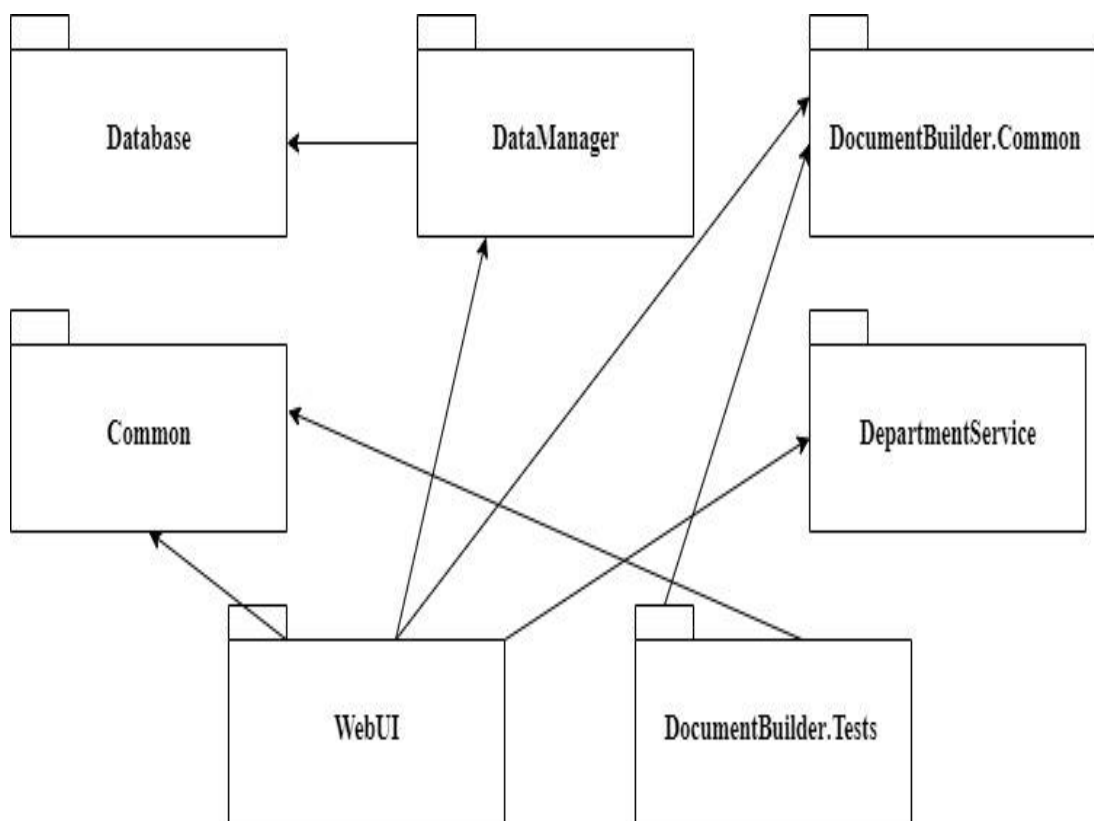 Database
DataManager
DocumentBuilder.Common
Common
DepartmentService
WebUI
DocumentBuilder.Tests